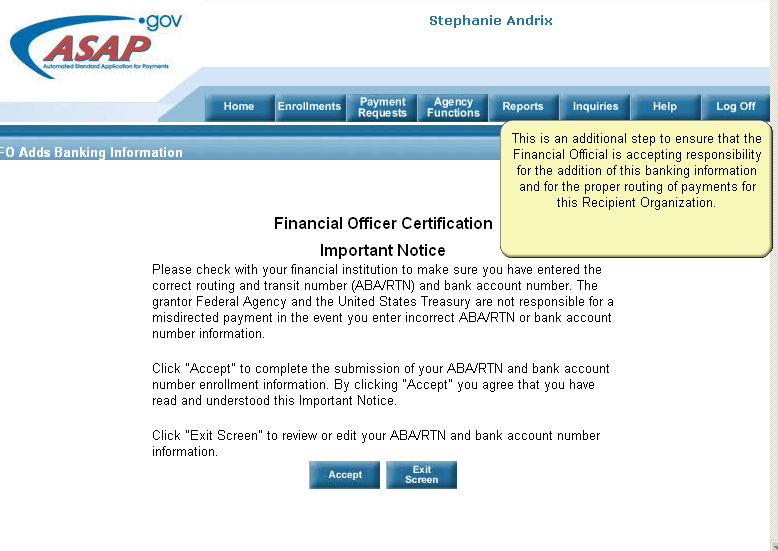 .gov
ASAP
Automated Standard Application for Payments
Stephanie Andrix
Home
Enrollments
Payment
Requests
Agency
Functions
Reports
Inquiries
Help
Log Off
FO Adds Banking Information
This is an additional step to ensure that the
Financial Official is accepting responsibility
for the addition of this banking information
and for the proper routing of payments for
this Recipient Organization.
Financial Officer Certification
Important Notice
Please check with your financial institution to make sure you have entered the
correct routing and transit number (ABA/RTN) and bank account number. The
grantor Federal Agency and the United States Treasury are not responsible for a
misdirected payment in the event you enter incorrect ABA/RTN or bank account
number information.
Click "Accept" to complete the submission of your ABA/RTN and bank account
number enrollment information. By clicking "Accept" you agree that you have
read and understood this Important Notice.
Click "Exit Screen" to review or edit your ABA/RTN and bank account number
information.
Accept
Exit
Screen